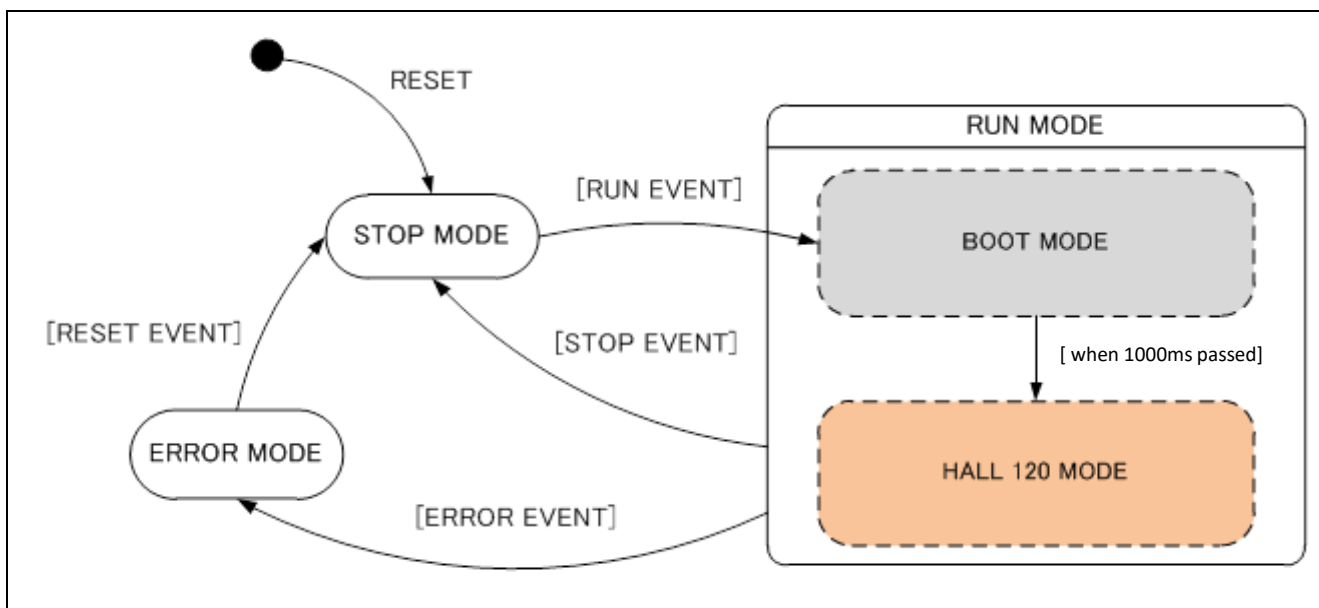 RESET
RUN MODE
[RUN EVENT]
STOP MODE
BOOT MODE
[RESET EVENT]
[STOP EVENT]
[ when 1000ms passed]
ERROR MODE
HALL 120 MODE
[ERROR EVENT]